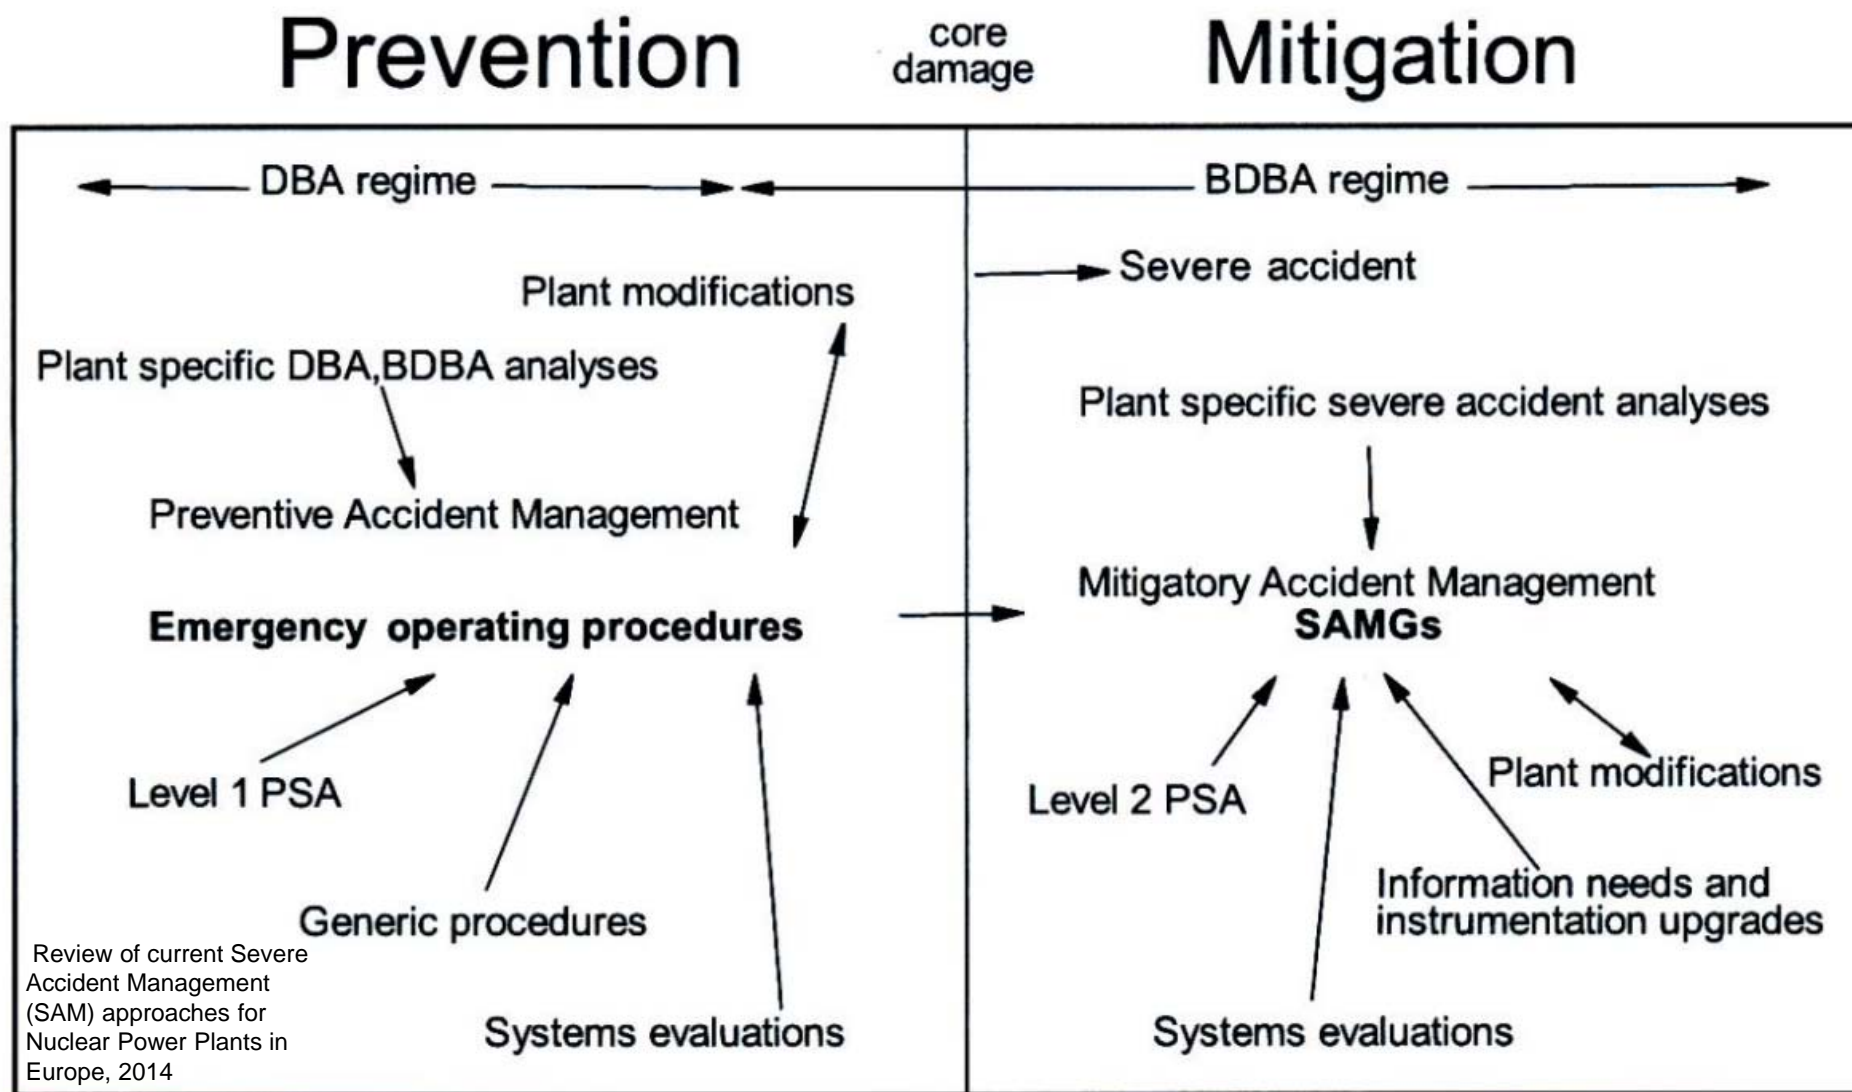 Prevention
core
damage
Mitigation
DBA regime
BDBA regime
Severe accident
Plant modifications
Plant specific DBA,BDBA analyses
Plant specific severe accident analyses
Preventive Accident Management
Mitigatory Accident Management
Emergency operating procedures
SAMGs
Level 1 PSA
Level 2 PSA
Plant modifications
Generic procedures
Information needs and
instrumentation upgrades
Systems evaluations
Systems evaluations
Review of current Severe
Accident Management
(SAM) approaches for
Nuclear Power Plants in
Europe, 2014